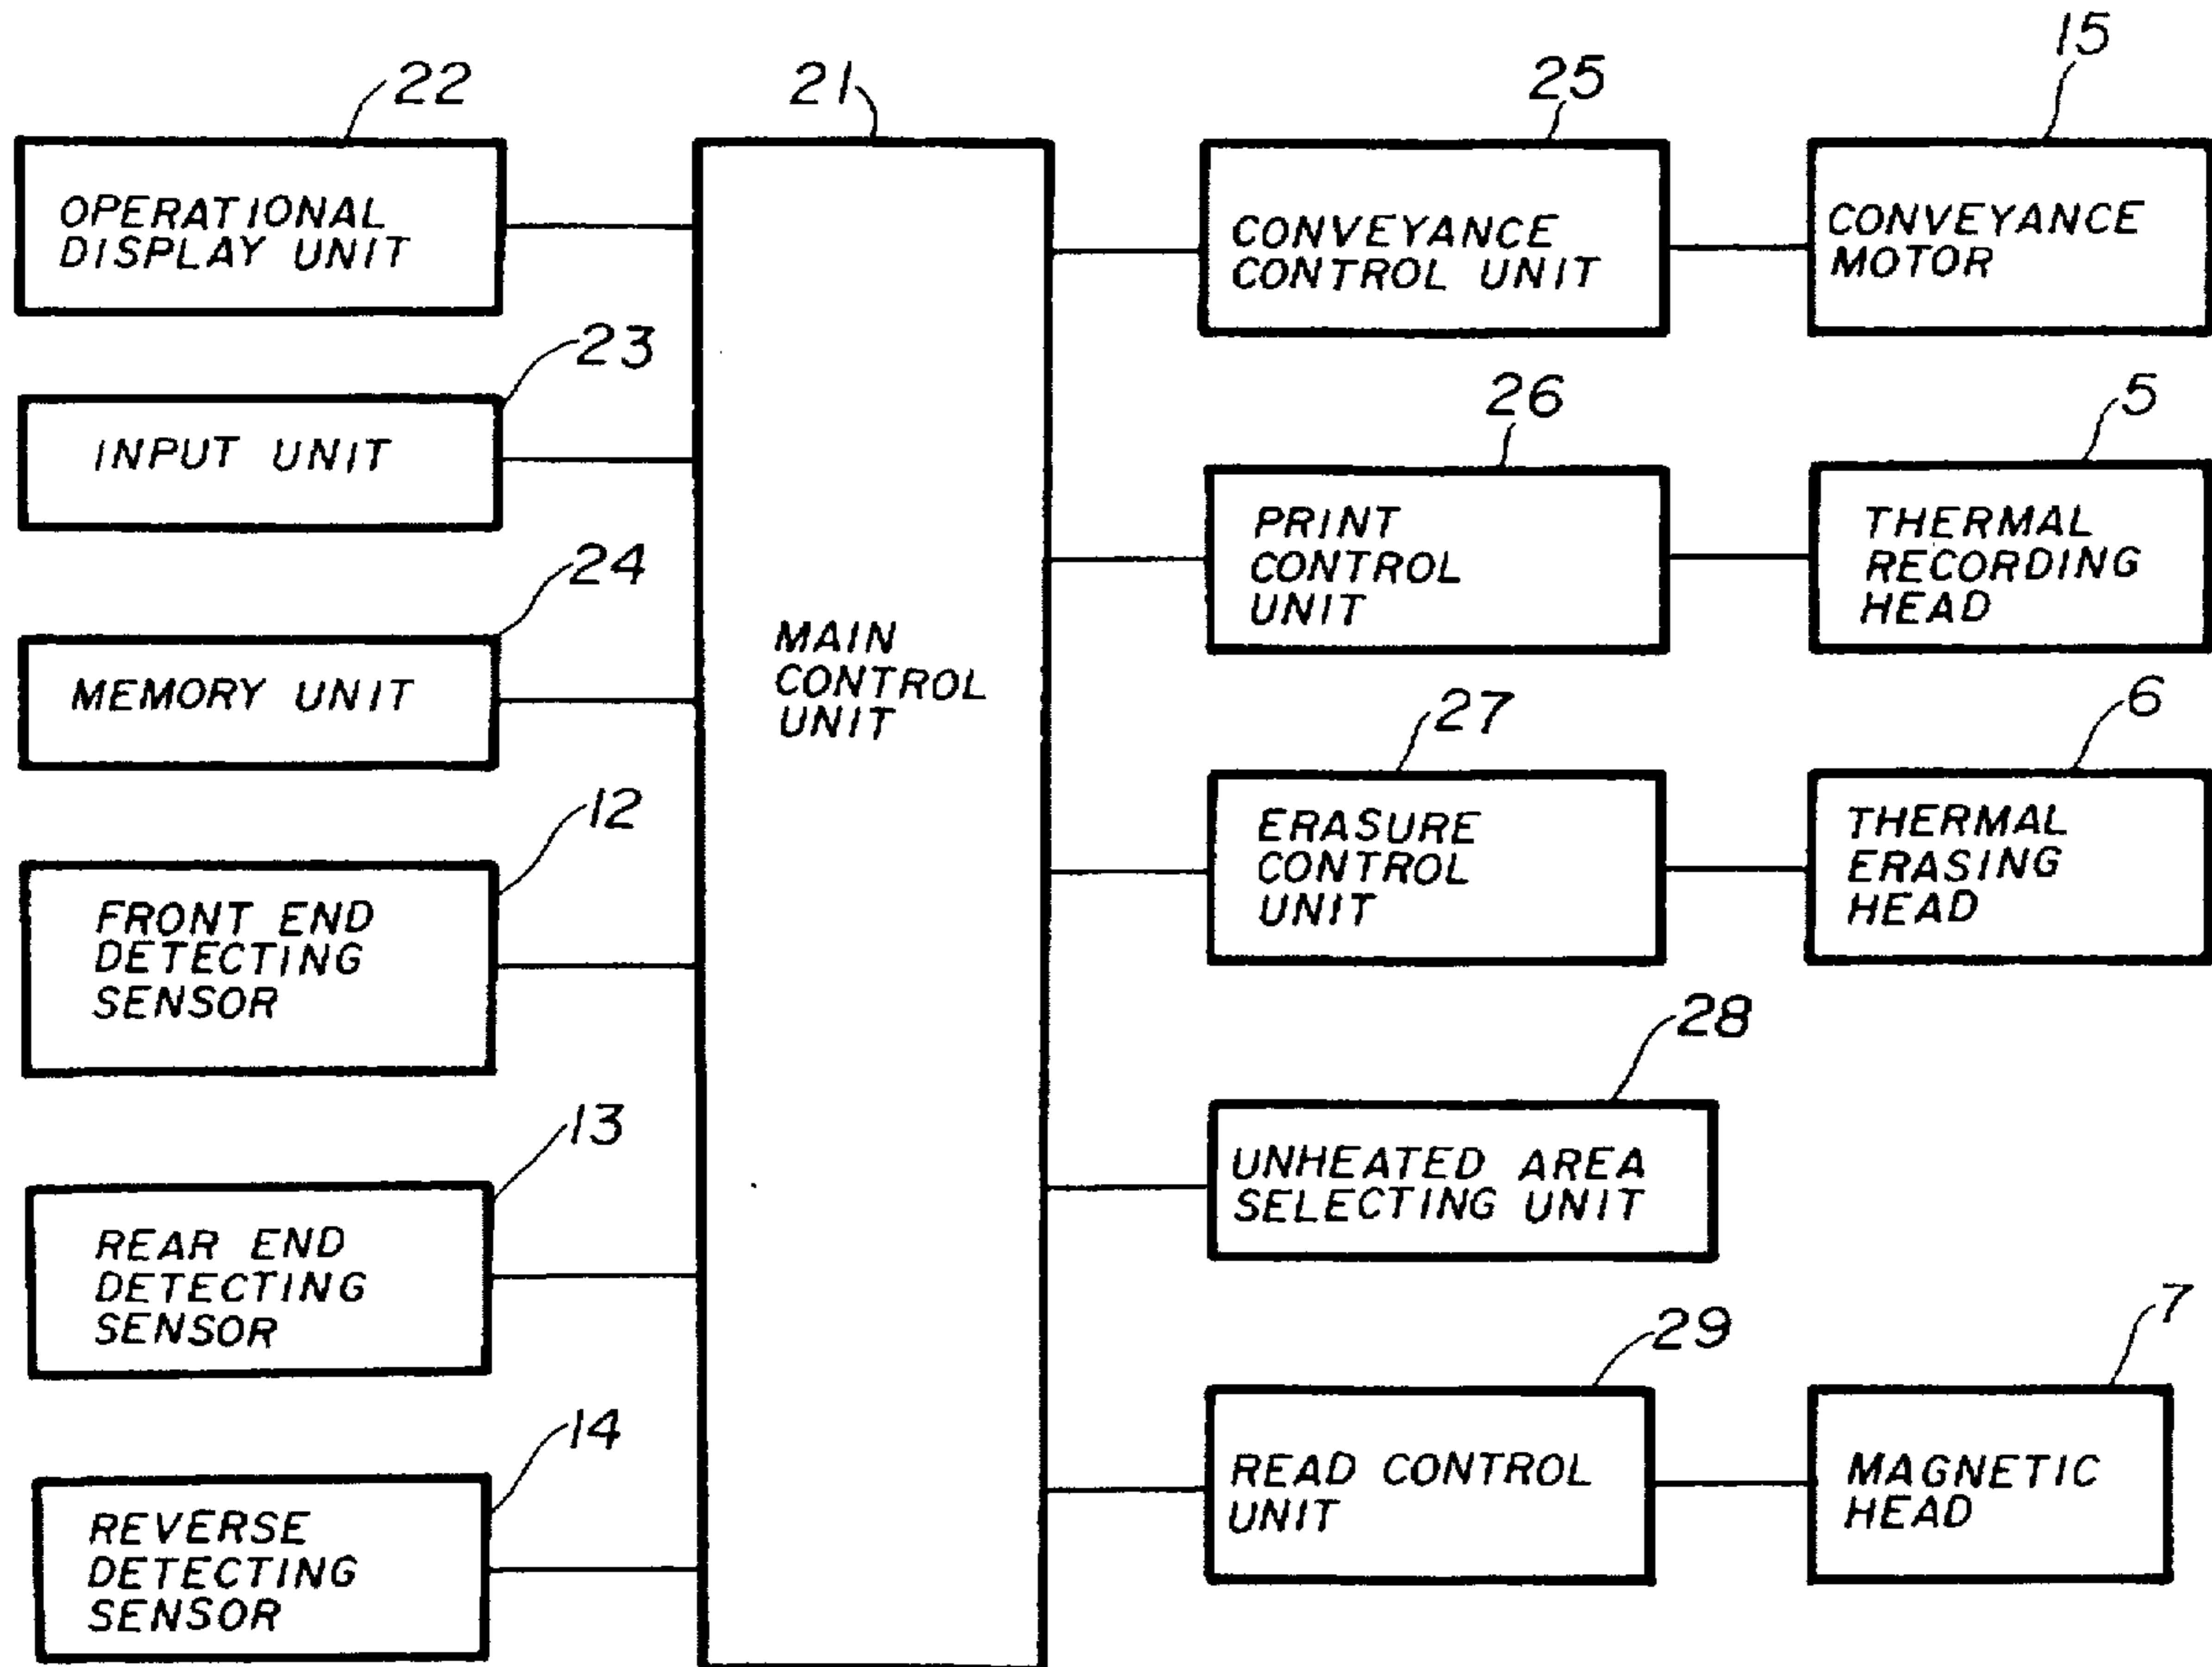 22
OPERATIONAL
DISPLAY UNIT
23
INPUT UNIT
24
MEMORY UNIT
12
FRONT END
DETECTING
SENSOR
13
REAR END
DETECTING
SENSOR
14
REVERSE
DETECTING
SENSOR
21
MAIN
CONTROL
UNIT
25
CONVEYANCE
CONTROL UNIT
15
CONVEYANCE
MOTOR
26
PRINT
CONTROL
UNIT
5
THERMAL
RECORDING
HEAD
27
ERASURE
CONTROL
UNIT
6
THERMAL
ERASING
HEAD
28
UNHEATED AREA
SELECTING UNIT
29
READ CONTROL
UNIT
7
MAGNETIC
HEAD